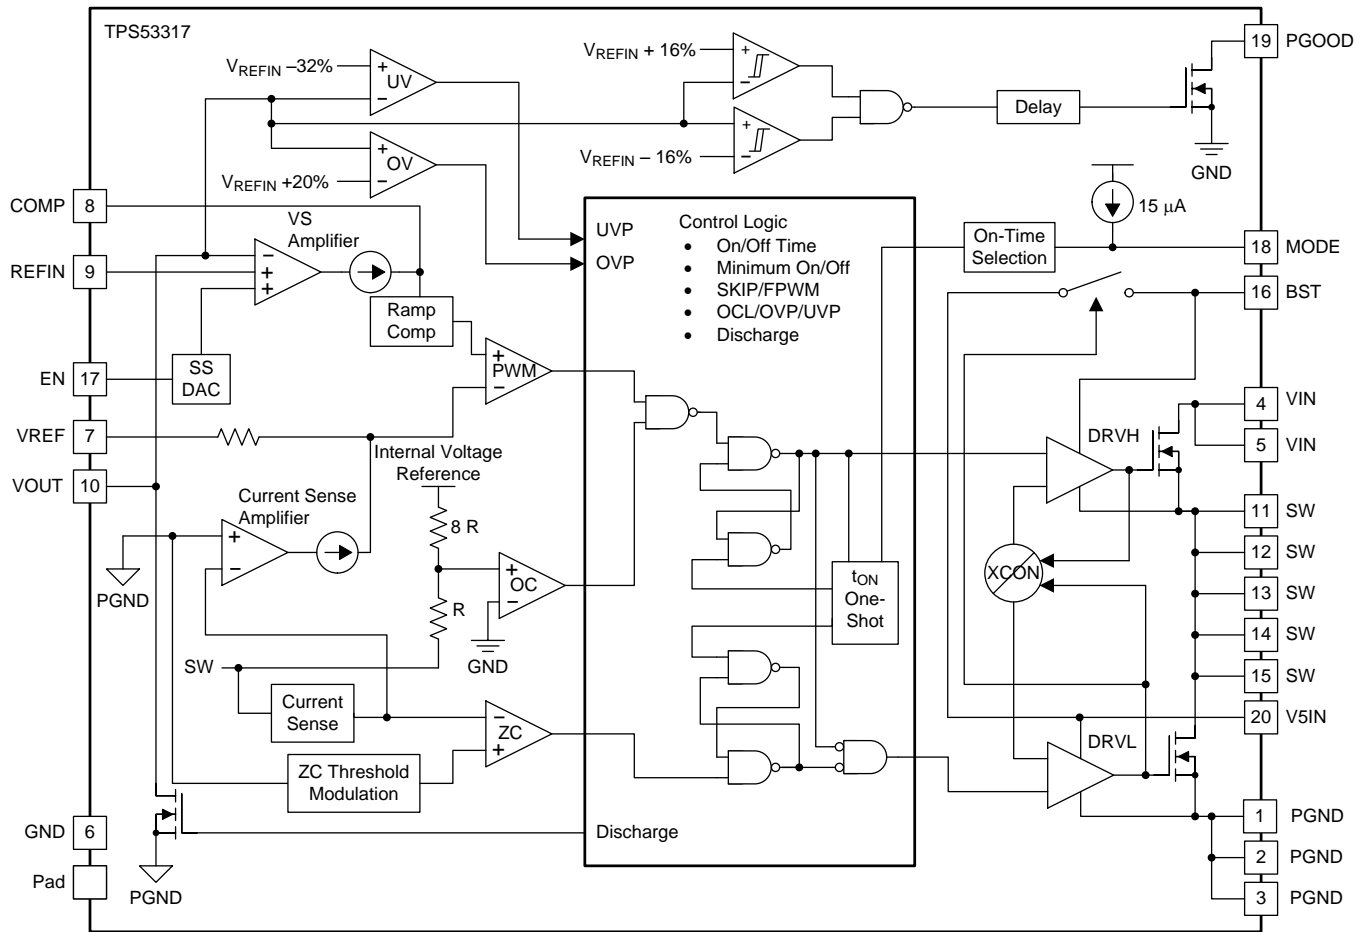 TPS53317
V_REFIN –32%
+
UV
–
V_REFIN + 16%
+
19 PGOOD
Delay
+
–
V_REFIN – 16%
GND
+
OV
–
V_REFIN +20%
COMP 8
VS
Amplifier
–
+
+
REFIN 9
Ramp
Comp
SS
DAC
EN 17
+
PWM
–
VREF 7
VOUT 10
Internal Voltage
Reference
Current Sense
Amplifier
+
–
8 R
R
+
OC
–
GND
PGND
SW
Current
Sense
–
ZC
+
ZC Threshold
Modulation
GND 6
Pad
PGND
UVP
OVP
Control Logic
• On/Off Time
• Minimum On/Off
• SKIP/FPWM
• OCL/OVP/UVP
• Discharge
t_ON
One-
Shot
Discharge
15 μA
On-Time
Selection
18 MODE
16 BST
DRVH
4 VIN
5 VIN
11 SW
12 SW
XCON
13 SW
14 SW
15 SW
20 V5IN
DRVL
1 PGND
2 PGND
3 PGND